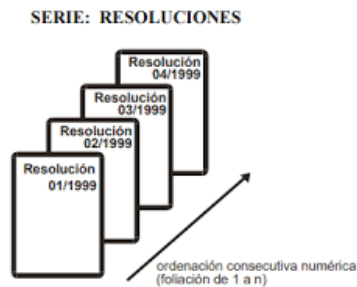 SERIE: RESOLUCIONES
Resolución
04/1999
Resolución
03/1999
Resolución
02/1999
Resolución
01/1999
ordenación consecutiva numérica
(foliación de 1 a n)